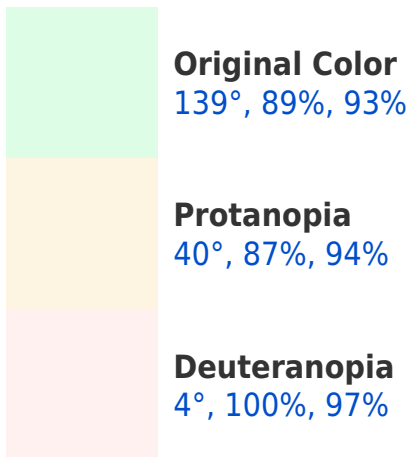 Original Color
139°, 89%, 93%
Protanopia
40°, 87%, 94%
Deuteranopia
4°, 100%, 97%